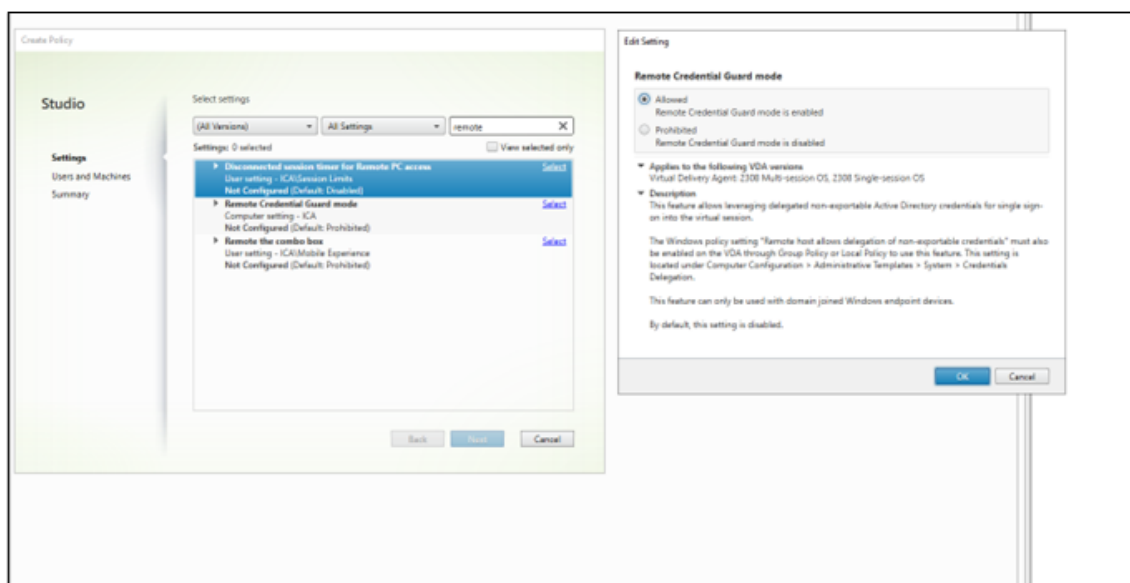 Create Policy
Studio
Settings
Users and Machines
Summary
Select settings
(All Versions)
All Settings
remote
Settings: 0 selected
View selected only
Disconnected session timer for Remote PC access
Select
User setting - ICA\Session Limits
Not Configured (Default: Disabled)
Remote Credential Guard mode
Select
Computer setting - ICA
Not Configured (Default: Prohibited)
Remote the combo box
Select
User setting - ICA\Mobile Experience
Not Configured (Default: Prohibited)
Back
Next
Cancel
Edit Setting
Remote Credential Guard mode
Allowed
Remote Credential Guard mode is enabled
Prohibited
Remote Credential Guard mode is disabled
Applies to the following VDA versions
Virtual Delivery Agent: 2308 Multi-session OS, 2308 Single-session OS
Description
This feature allows leveraging delegated non-exportable Active Directory credentials for single sign-
on into the virtual session.
The Windows policy setting "Remote host allows delegation of non-exportable credentials" must also
be enabled on the VDA through Group Policy or Local Policy to use this feature. This setting is
located under Computer Configuration > Administrative Templates > System > Credentials
Delegation.
This feature can only be used with domain joined Windows endpoint devices.
By default, this setting is disabled.
OK
Cancel